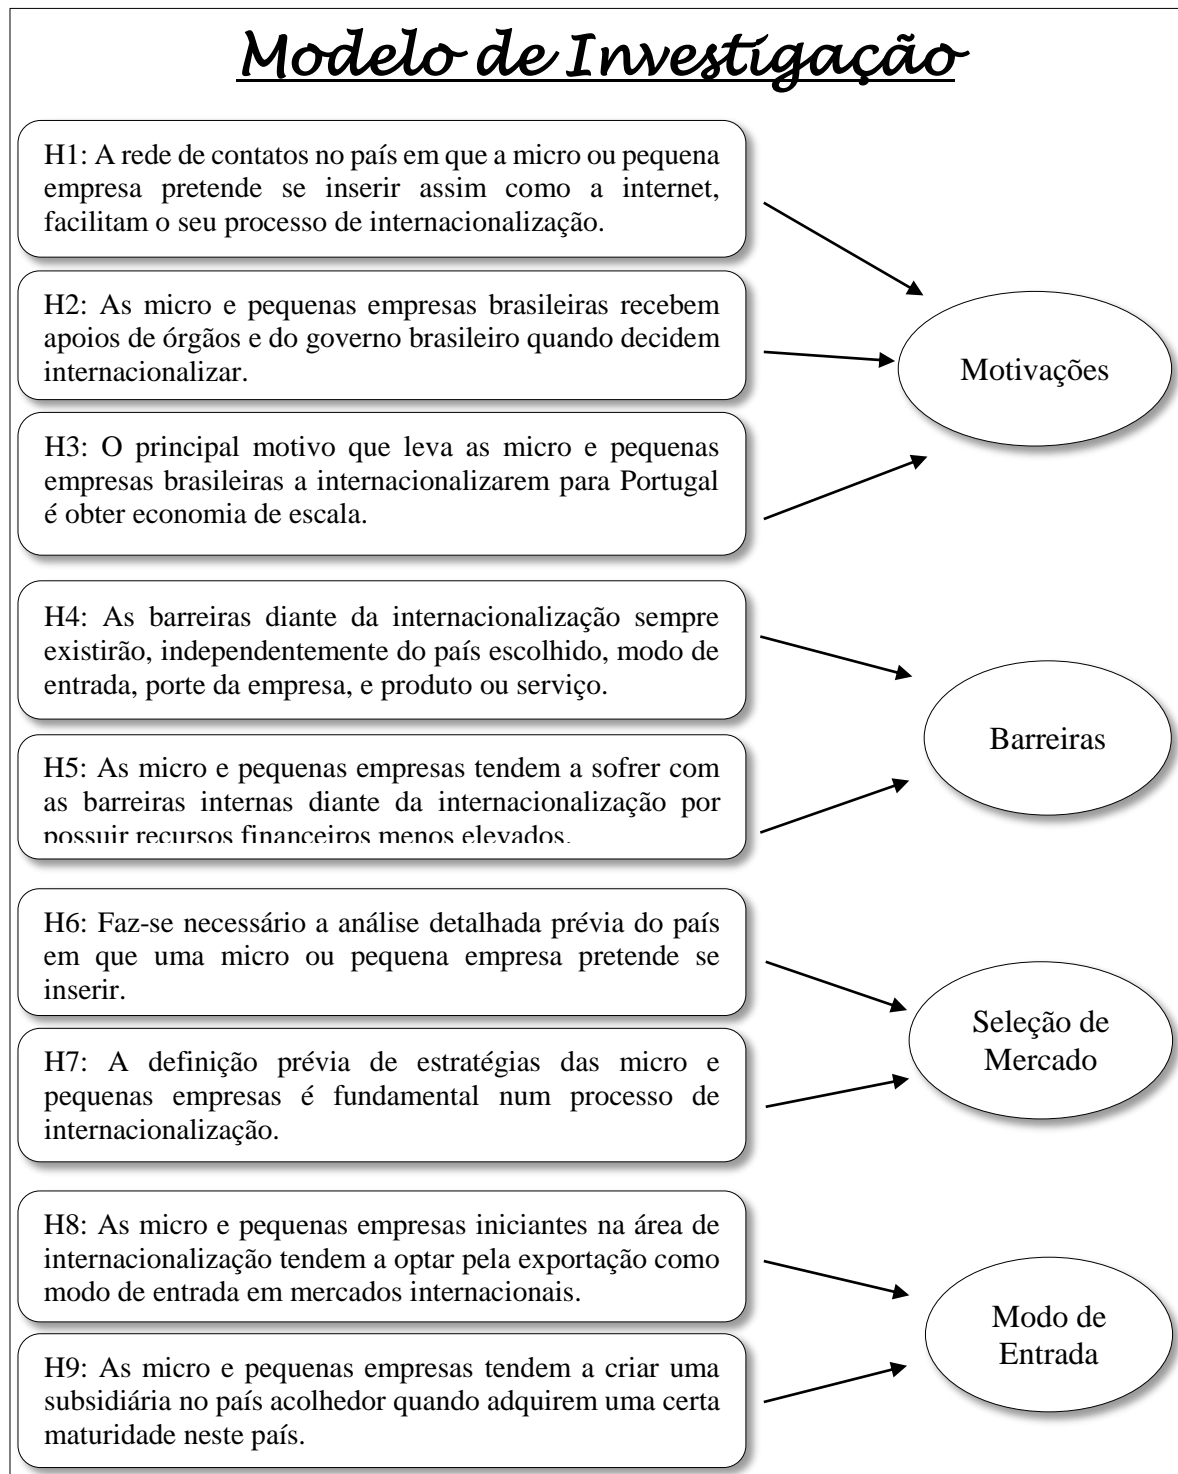 Modelo de Investigação
H1: A rede de contatos no país em que a micro ou pequena
empresa pretende se inserir assim como a internet,
facilitam o seu processo de internacionalização.
H2: As micro e pequenas empresas brasileiras recebem
apoios de órgãos e do governo brasileiro quando decidem
internacionalizar.
Motivações
H3: O principal motivo que leva as micro e pequenas
empresas brasileiras a internacionalizarem para Portugal
é obter economia de escala.
H4: As barreiras diante da internacionalização sempre
existirão, independentemente do país escolhido, modo de
entrada, porte da empresa, e produto ou serviço.
Barreiras
H5: As micro e pequenas empresas tendem a sofrer com
as barreiras internas diante da internacionalização por
possuir recursos financeiros menos elevados.
H6: Faz-se necessário a análise detalhada prévia do país
em que uma micro ou pequena empresa pretende se
inserir.
Seleção de
Mercado
H7: A definição prévia de estratégias das micro e
pequenas empresas é fundamental num processo de
internacionalização.
H8: As micro e pequenas empresas iniciantes na área de
internacionalização tendem a optar pela exportação como
modo de entrada em mercados internacionais.
Modo de
Entrada
H9: As micro e pequenas empresas tendem a criar uma
subsidiária no país acolhedor quando adquirem uma certa
maturidade neste país.